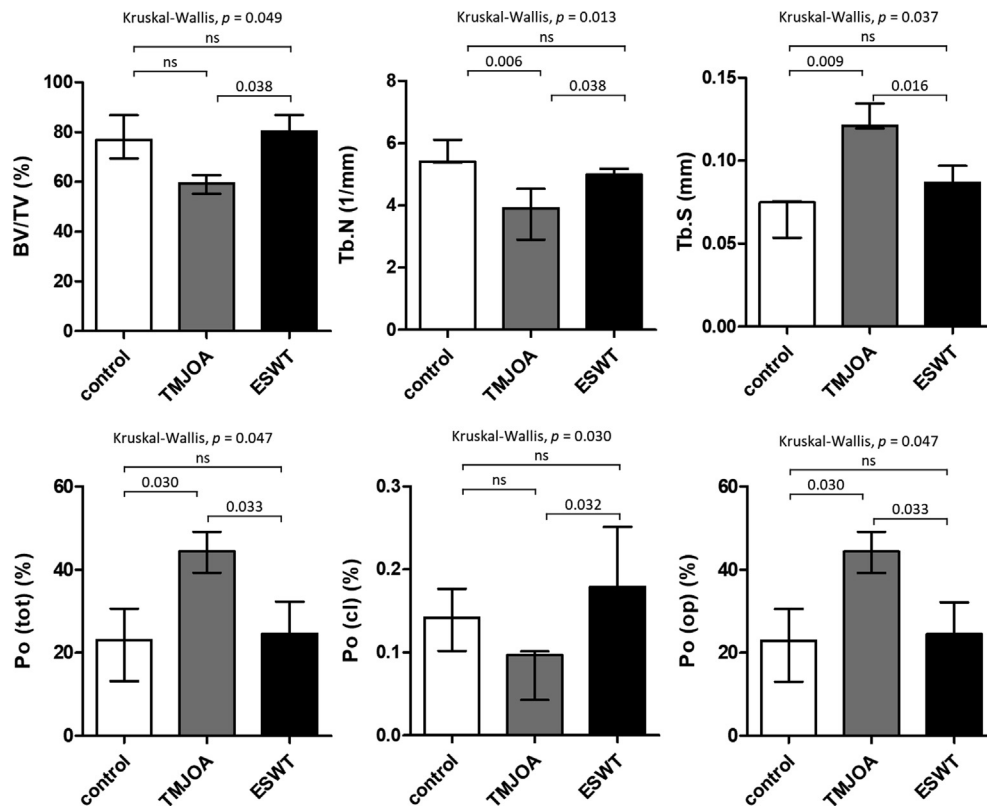 Kruskal-Wallis, p = 0.049
ns
ns
0.038
100
80
60
40
20
0
BV/TV (%)
control
TMJOA
ESWT
Kruskal-Wallis, p = 0.013
ns
0.006
0.038
8
6
4
2
0
Tb.N (1/mm)
control
TMJOA
ESWT
Kruskal-Wallis, p = 0.037
ns
0.009
0.016
0.15
0.10
0.05
0.00
Tb.S (mm)
control
TMJOA
ESWT
Kruskal-Wallis, p = 0.047
ns
0.030
0.033
60
40
20
0
Po (tot) (%)
control
TMJOA
ESWT
Kruskal-Wallis, p = 0.030
ns
ns
0.032
0.3
0.2
0.1
0.0
Po (cl) (%)
control
TMJOA
ESWT
Kruskal-Wallis, p = 0.047
ns
0.030
0.033
60
40
20
0
Po (op) (%)
control
TMJOA
ESWT